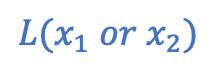 L(x₁ or x₂)